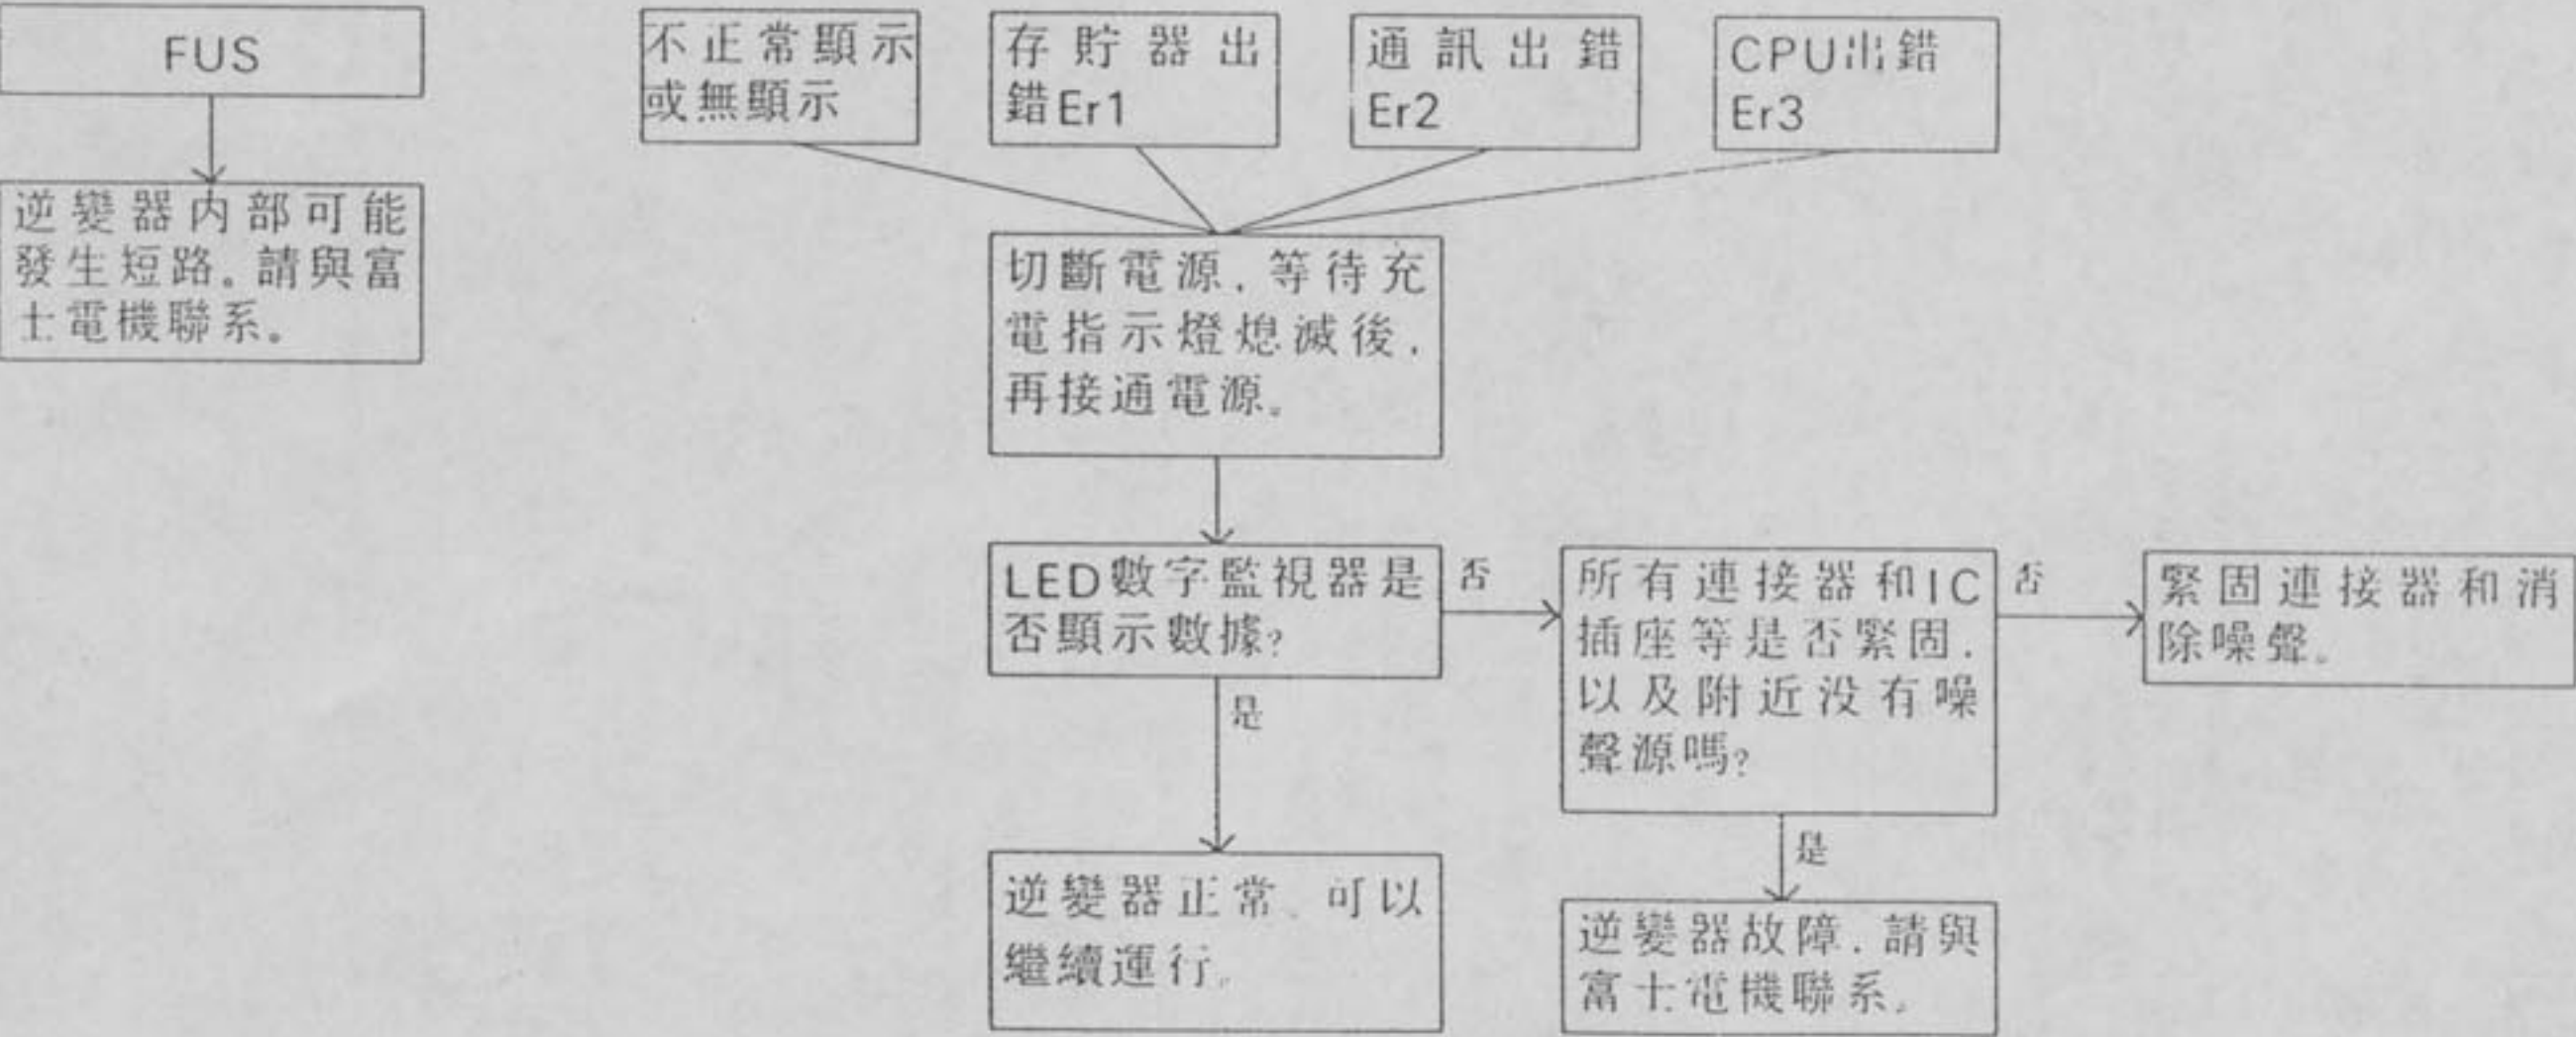 FUS
逆變器内部可能
發生短路。請與富
士電機聯系。
不正常顯示
或無顯示
存貯器出
錯Er1
通訊出錯
Er2
CPU出錯
Er3
切斷電源，等待充
電指示燈熄滅後，
再接通電源。
LED數字監視器是
否顯示數據？
否
所有連接器和IC
插座等是否緊固，
以及附近没有噪
聲源嗎？
否
緊固連接器和消
除噪聲。
是
逆變器正常、可以
繼續運行。
是
逆變器故障，請與
富士電機聯系。